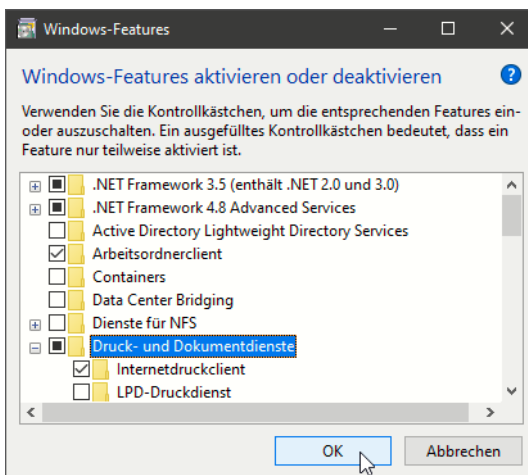 Windows-Features
Windows-Features aktivieren oder deaktivieren
Verwenden Sie die Kontrollkästchen, um die entsprechenden Features ein-
oder auszuschalten. Ein ausgefülltes Kontrollkästchen bedeutet, dass ein
Feature nur teilweise aktiviert ist.
.NET Framework 3.5 (enthält .NET 2.0 und 3.0)
.NET Framework 4.8 Advanced Services
Active Directory Lightweight Directory Services
Arbeitsordnerclient
Containers
Data Center Bridging
Dienste für NFS
Druck- und Dokumentdienste
Internetdruckclient
LPD-Druckdienst
OK Abbrechen